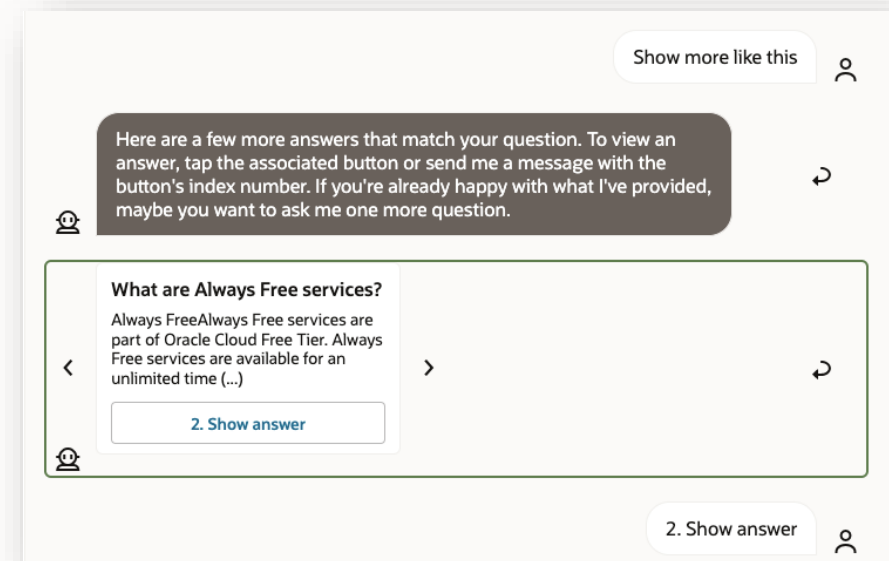 Show more like this
Here are a few more answers that match your question. To view an
answer, tap the associated button or send me a message with the
button's index number. If you're already happy with what I've provided,
maybe you want to ask me one more question.
What are Always Free services?
Always FreeAlways Free services are
part of Oracle Cloud Free Tier. Always
Free services are available for an
unlimited time (...)
2. Show answer
2. Show answer